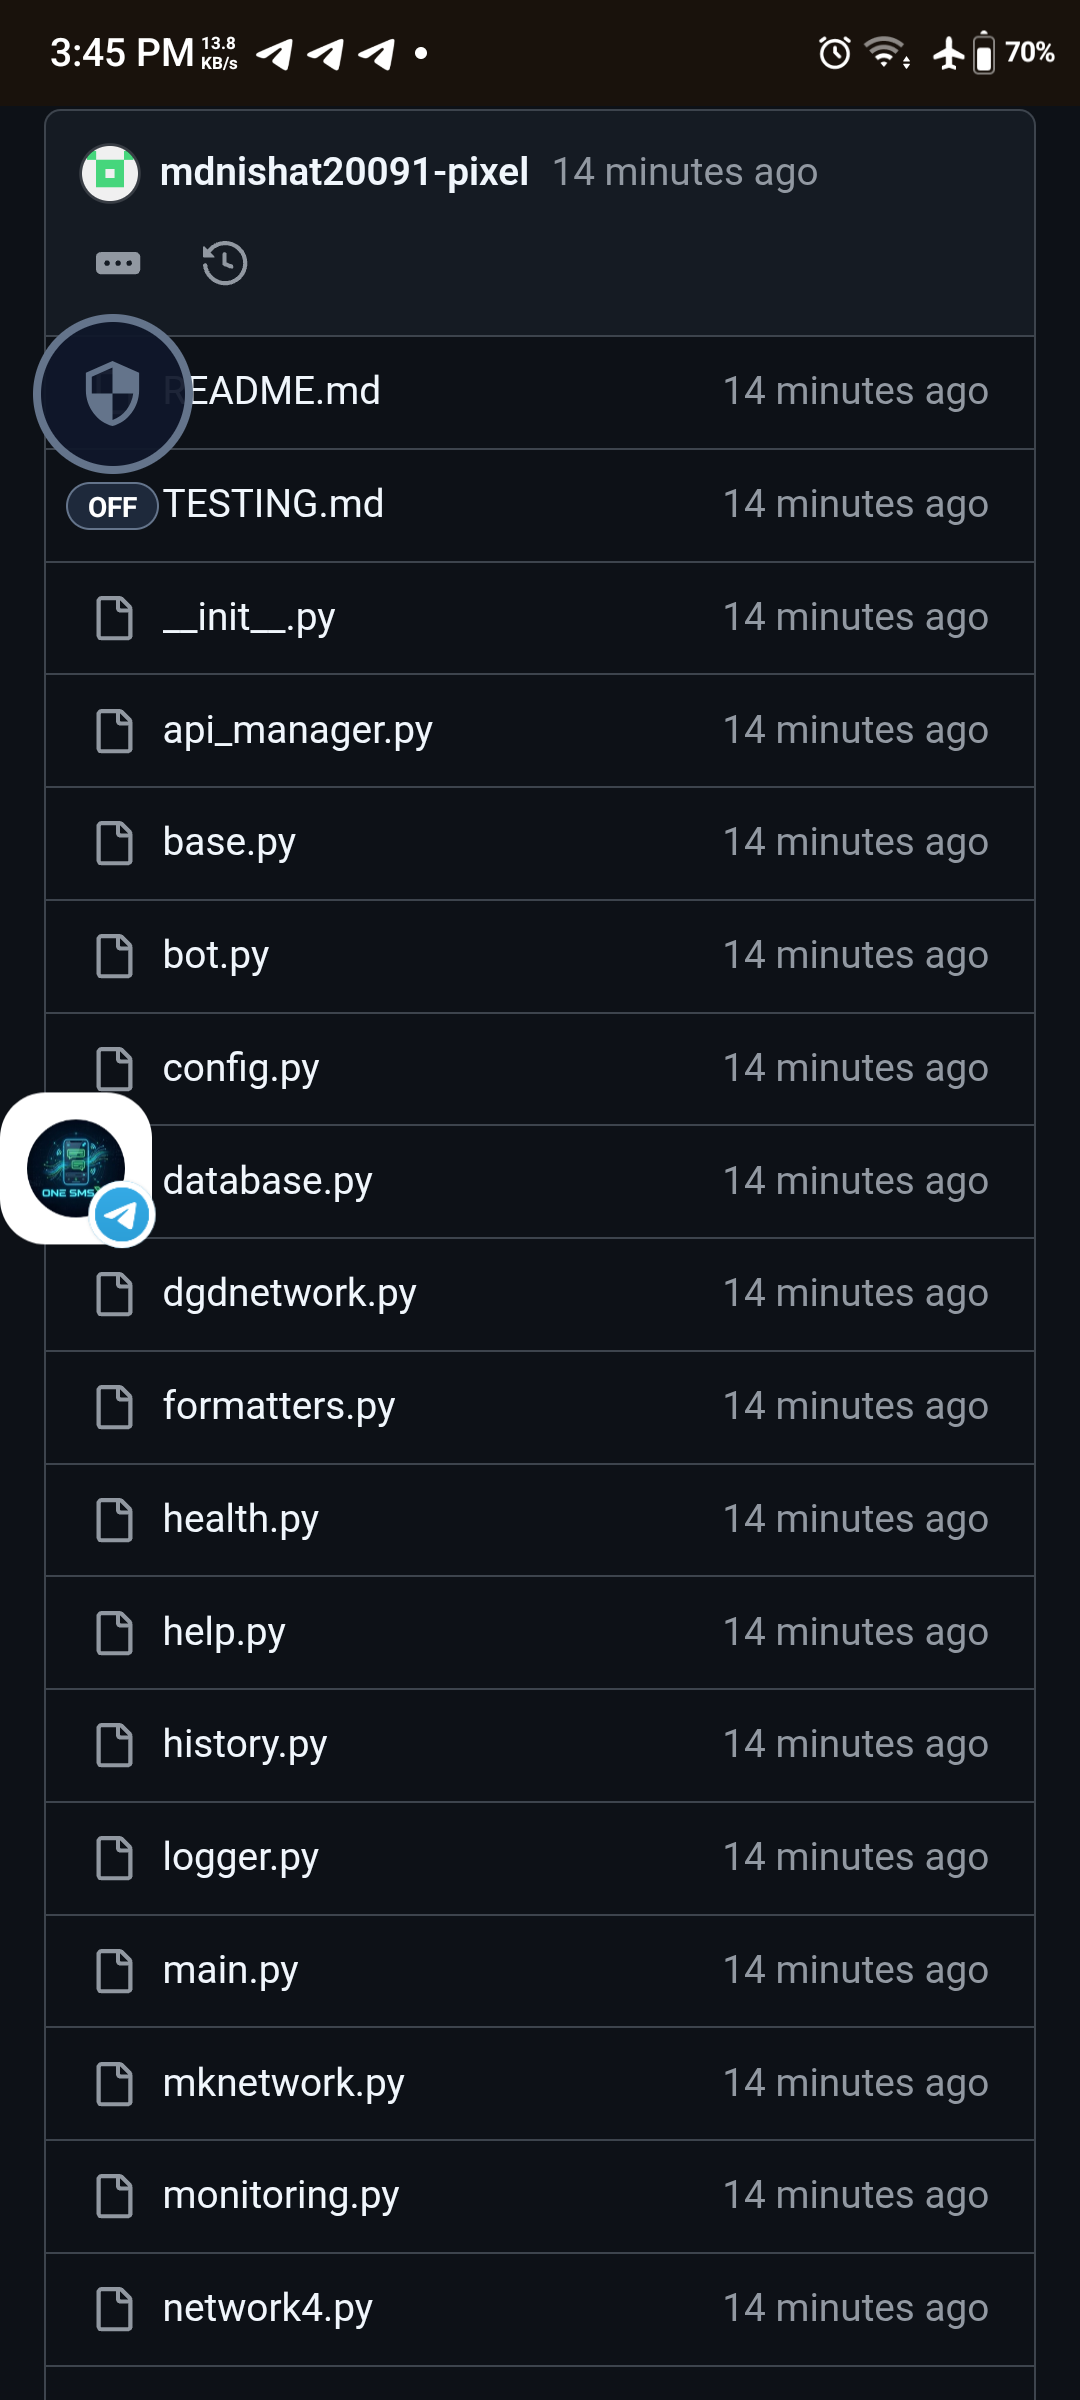 3:45 PM 13.8 KB/s 70%
mdnishat20091-pixel 14 minutes ago
README.md 14 minutes ago
OFF TESTING.md 14 minutes ago
__init__.py 14 minutes ago
api_manager.py 14 minutes ago
base.py 14 minutes ago
bot.py 14 minutes ago
config.py 14 minutes ago
ONE SMS
database.py 14 minutes ago
dgdnetwork.py 14 minutes ago
formatters.py 14 minutes ago
health.py 14 minutes ago
help.py 14 minutes ago
history.py 14 minutes ago
logger.py 14 minutes ago
main.py 14 minutes ago
mknetwork.py 14 minutes ago
monitoring.py 14 minutes ago
network4.py 14 minutes ago